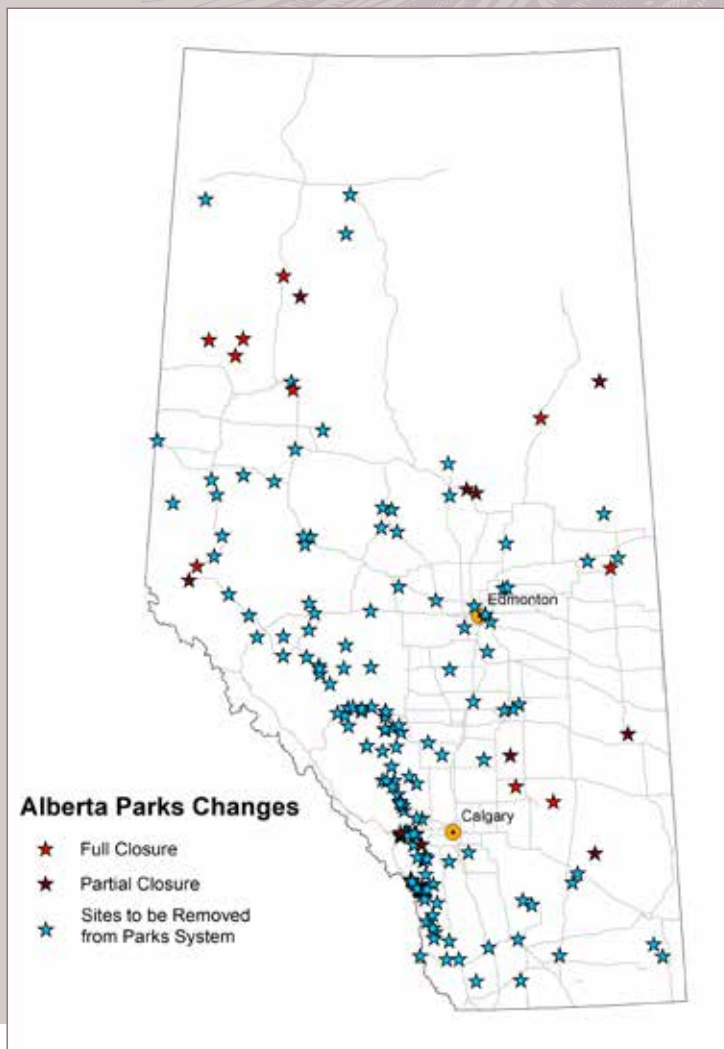 Edmonton
Calgary
Alberta Parks Changes
Full Closure
Partial Closure
Sites to be Removed
from Parks System